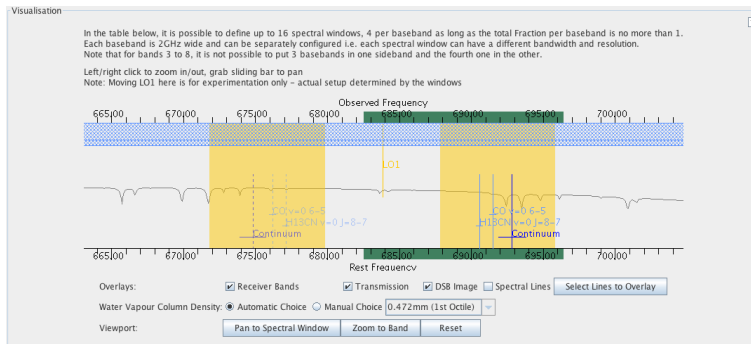 Visualisation
In the table below, it is possible to define up to 16 spectral windows, 4 per baseband as long as the total Fraction per baseband is no more than 1.
Each baseband is 2GHz wide and can be separately configured i.e. each spectral window can have a different bandwidth and resolution.
Note that for bands 3 to 8, it is not possible to put 3 basebands in one sideband and the fourth one in the other.
Left/right click to zoom in/out, grab sliding bar to pan
Note: Moving LO1 here is for experimentation only - actual setup determined by the windows
Observed Frequency
665.00 670.00 675.00 680.00 685.00 690.00 695.00 700.00
LO1
CO v=0 6-5 CO v=0 6-5
H13CN v=0 J=8-7 H13CN v=0 J=8-7
Continuum Continuum
665.00 670.00 675.00 680.00 685.00 690.00 695.00 700.00
Rest Frequency
Overlays: Receiver Bands Transmission DSB Image Spectral Lines Select Lines to Overlay
Water Vapour Column Density: Automatic Choice Manual Choice 0.472mm (1st Octile)
Viewport: Pan to Spectral Window Zoom to Band Reset